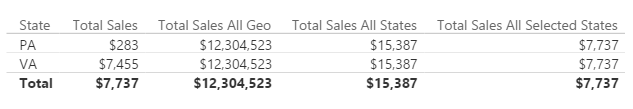 State Total Sales Total Sales All Geo Total Sales All States Total Sales All Selected States
PA $283 $12,304,523 $15,387 $7,737
VA $7,455 $12,304,523 $15,387 $7,737
Total $7,737 $12,304,523 $15,387 $7,737